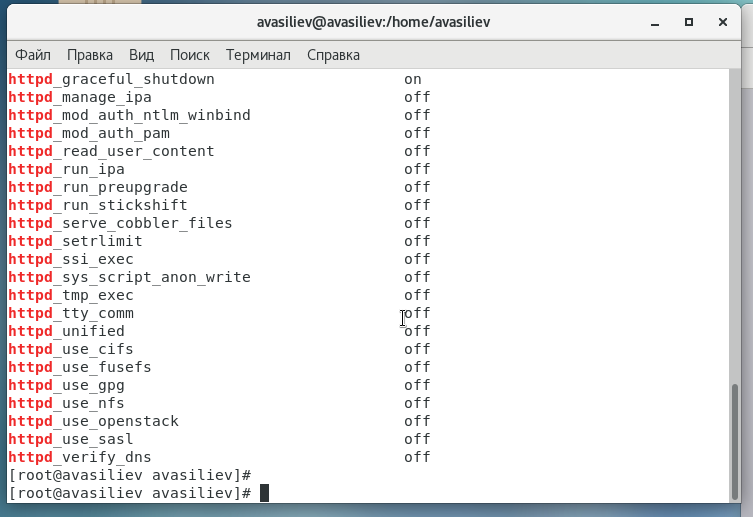 avasiliev@avasiliev:/home/avasiliev
Файл Правка Вид Поиск Терминал Справка
httpd_graceful_shutdown on
httpd_manage_ipa off
httpd_mod_auth_ntlm_winbind off
httpd_mod_auth_pam off
httpd_read_user_content off
httpd_run_ipa off
httpd_run_preupgrade off
httpd_run_stickshift off
httpd_serve_cobbler_files off
httpd_setrlimit off
httpd_ssi_exec off
httpd_sys_script_anon_write off
httpd_tmp_exec off
httpd_tty_comm off
httpd_unified off
httpd_use_cifs off
httpd_use_fusefs off
httpd_use_gpg off
httpd_use_nfs off
httpd_use_openstack off
httpd_use_sasl off
httpd_verify_dns off
[root@avasiliev avasiliev]#
[root@avasiliev avasiliev]#